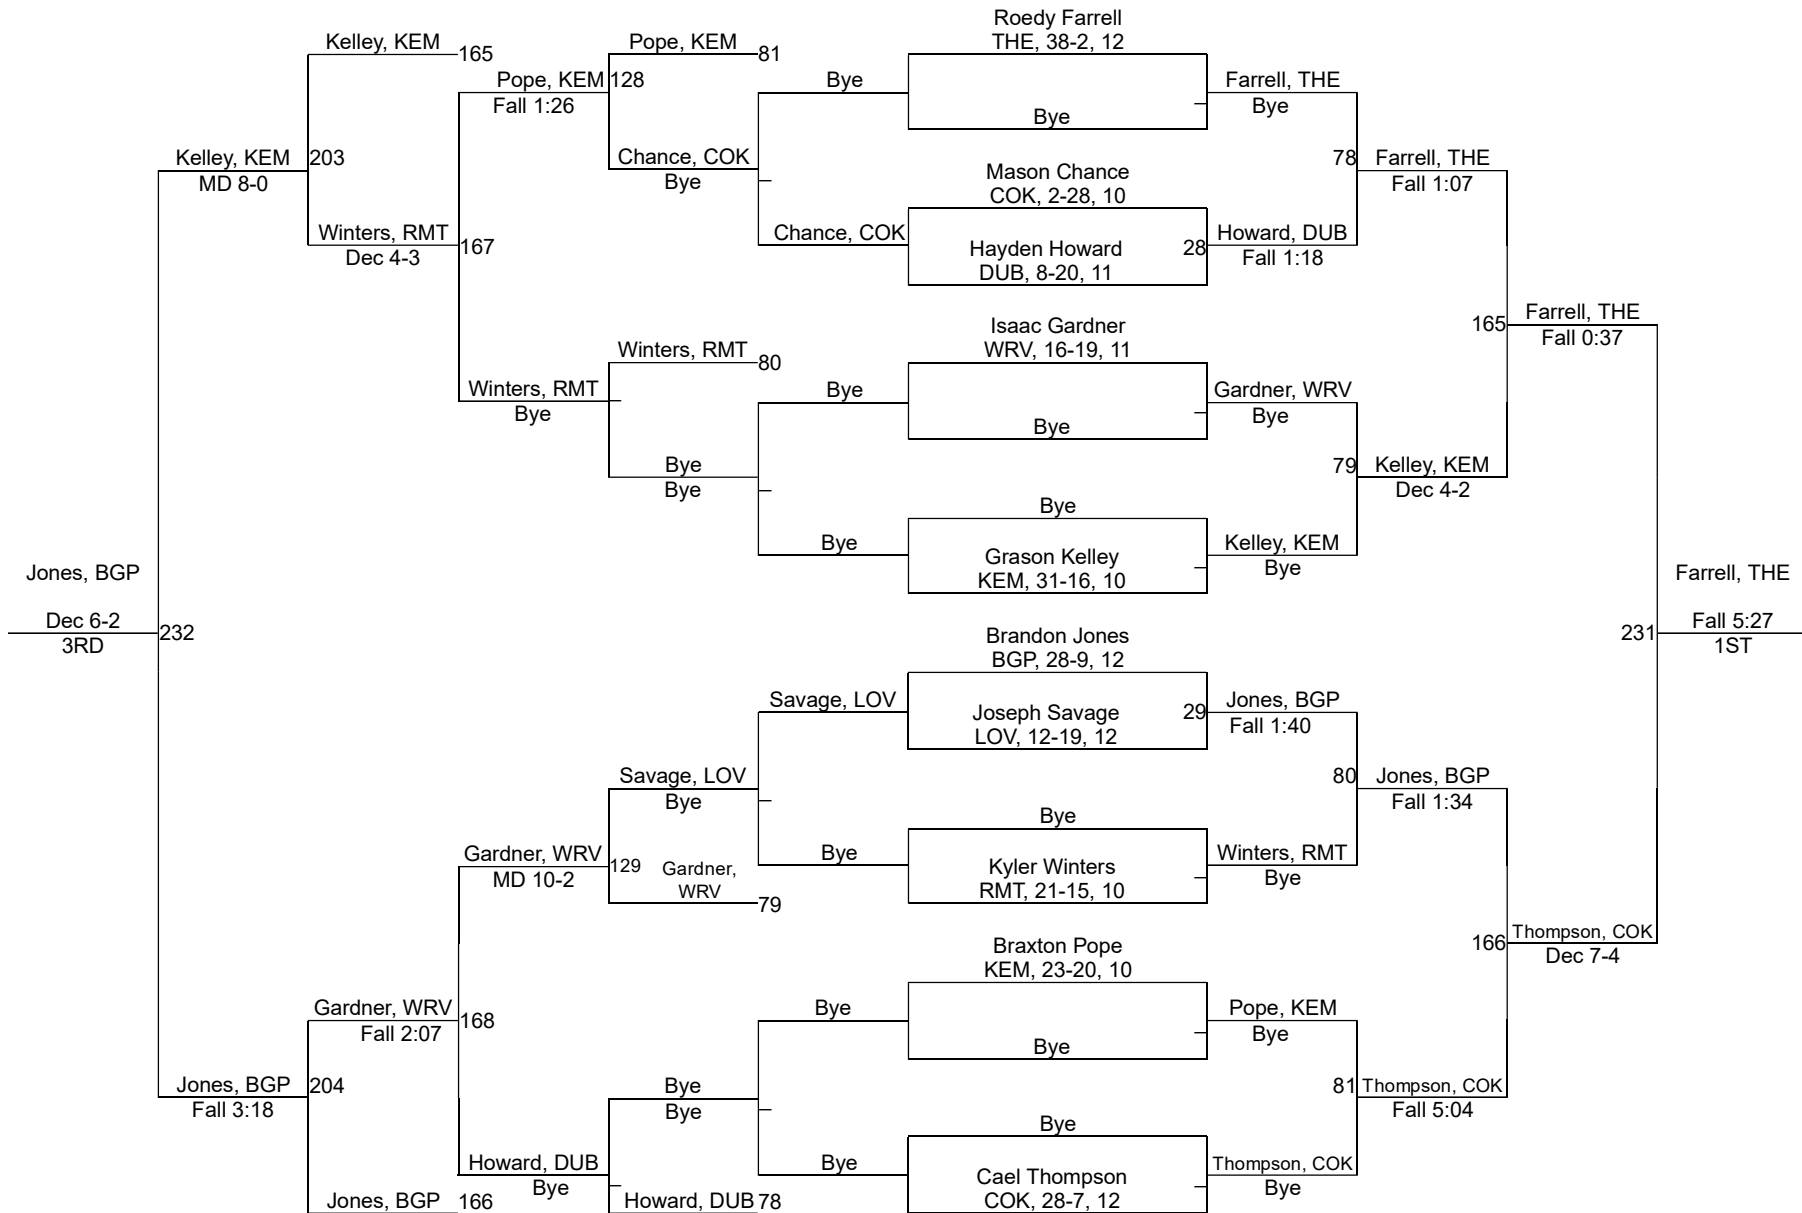 Roedy Farrell
THE, 38-2, 12
Bye
Mason Chance
COK, 2-28, 10
Hayden Howard
DUB, 8-20, 11
28
Isaac Gardner
WRV, 16-19, 11
Bye
Bye
Grason Kelley
KEM, 31-16, 10
Brandon Jones
BGP, 28-9, 12
Joseph Savage
LOV, 12-19, 12
29
Bye
Kyler Winters
RMT, 21-15, 10
Braxton Pope
KEM, 23-20, 10
Bye
Bye
Cael Thompson
COK, 28-7, 12
Farrell, THE
Bye
78
Howard, DUB
Fall 1:18
Gardner, WRV
Bye
79
Kelley, KEM
Bye
Jones, BGP
Fall 1:40
80
Winters, RMT
Bye
Pope, KEM
Bye
81
Thompson, COK
Bye
Farrell, THE
Fall 1:07
165
Kelley, KEM
Dec 4-2
Jones, BGP
Fall 1:34
166
Thompson, COK
Fall 5:04
Farrell, THE
Fall 0:37
231
Thompson, COK
Dec 7-4
Farrell, THE
Fall 5:27
1ST
Bye
Chance, COK
Bye
Bye
Savage, LOV
Bye
Bye
Bye
Pope, KEM
81
128
Chance, COK
Bye
Winters, RMT
80
Bye
Bye
Savage, LOV
Bye
129
Gardner,
WRV
79
Bye
Bye
Howard, DUB
78
Pope, KEM
Fall 1:26
167
Winters, RMT
Bye
Gardner, WRV
MD 10-2
168
Howard, DUB
Bye
Kelley, KEM
165
203
Winters, RMT
Dec 4-3
Gardner, WRV
Fall 2:07
204
Jones, BGP
166
Kelley, KEM
MD 8-0
232
Jones, BGP
Fall 3:18
Jones, BGP
Dec 6-2
3RD